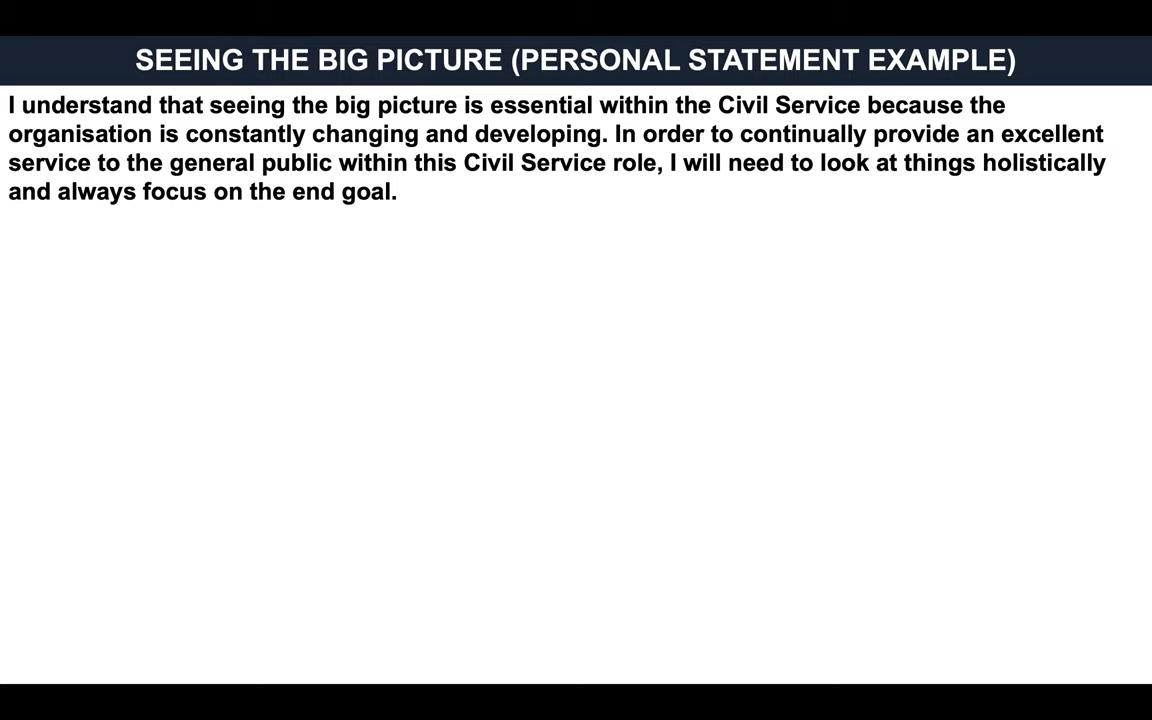 SEEING THE BIG PICTURE (PERSONAL STATEMENT EXAMPLE)
I understand that seeing the big picture is essential within the Civil Service because the
organisation is constantly changing and developing. In order to continually provide an excellent
service to the general public within this Civil Service role, I will need to look at things holistically
and always focus on the end goal.